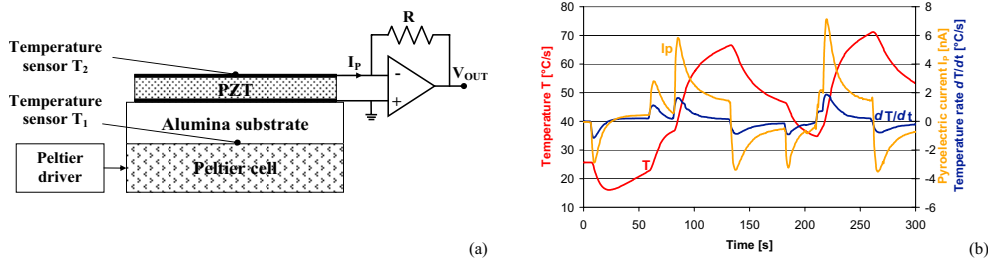 Temperature
sensor T2
Temperature
sensor T1
Peltier
driver
PZT
Alumina substrate
Peltier cell
IP
R
-
+
VOUT
(a)
Temperature T [°C/s]
80
70
60
50
40
30
20
10
Ip
T
dT/dt
0 50 100 150 200 250 300
Time [s]
8
6
4
2
0
-2
-4
-6
Pyroelectric current IP [nA]
Temperature rate dT/dt [°C/s]
(b)